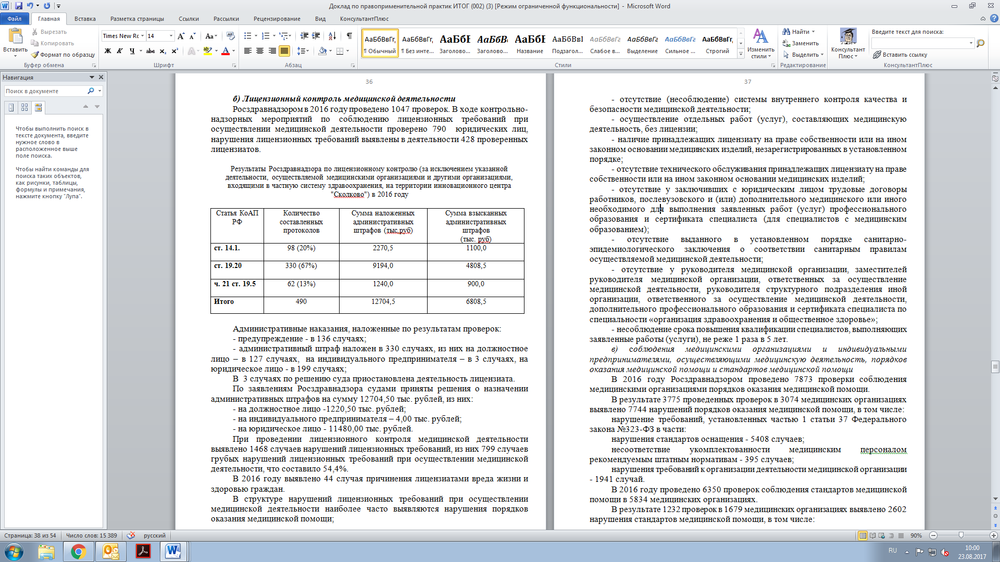 Доклад по правоприменительной практик ИТОГ (002) (3) [Режим ограниченной функциональности] - Microsoft Word
Файл Главная Вставка Разметка страницы Ссылки Рассылки Рецензирование Вид КонсультантПлюс
Вставить
Вырезать
Копировать
Формат по образцу
Буфер обмена
Times New Rc 14
Шрифт
Абзац
АаБбВвГг, АаБбВвГг, АаБбЕ АаБбВв АаБбЕ АаБбВвІ АаБбВвГг АаБбВвГг АаБбВвГг АаБбВвГг,
¶ Обычный ¶ Без инте... Заголово... Заголово... Название Подзагол... Слабое в... Выделение Сильное ... Строгий
Стили
Изменить стили
Найти
Заменить
Выделить
Редактирование
Консультант Плюс
Введите текст для поиска:
Вставить ссылку
КонсультантПлюс
Навигация
Поиск в документе
Чтобы выполнить поиск в
тексте документа, введите
нужное слово в
расположенное выше
поле поиска.
Чтобы найти команды для
поиска таких объектов,
как рисунки, таблицы,
формулы и примечания,
нажмите кнопку "Лупа".
36
б) Лицензионный контроль медицинской деятельности
Росздравнадзором в 2016 году проведено 1047 проверок. В ходе контрольно-
надзорных мероприятий по соблюдению лицензионных требований при
осуществлении медицинской деятельности проверено 790 юридических лиц,
нарушения лицензионных требований выявлены в деятельности 428 проверенных
лицензиатов.
Результаты Росздравнадзора по лицензионному контролю (за исключением указанной
деятельности, осуществляемой медицинскими организациями и другими организациями,
входящими в частную систему здравоохранения, на территории инновационного центра
"Сколково") в 2016 году
Статья КоАП РФ
Количество составленных протоколов
Сумма наложенных административных штрафов (тыс.руб)
Сумма взысканных административных штрафов (тыс. руб)
ст. 14.1. 98 (20%) 2270,5 1100,0
ст. 19.20 330 (67%) 9194,0 4808,5
ч. 21 ст. 19.5 62 (13%) 1240,0 900,0
Итого 490 12704,5 6808,5
Административные наказания, наложенные по результатам проверок:
- предупреждение - в 136 случаях;
- административный штраф наложен в 330 случаях, из них на должностное
лицо – в 127 случаях, на индивидуального предпринимателя – в 3 случаях, на
юридическое лицо - в 199 случаях;
В 3 случаях по решению суда приостановлена деятельность лицензиата.
По заявлениям Росздравнадзора судами приняты решения о назначении
административных штрафов на сумму 12704,50 тыс. рублей, из них:
- на должностное лицо -1220,50 тыс. рублей;
- на индивидуального предпринимателя – 4,00 тыс. рублей;
- на юридическое лицо - 11480,00 тыс. рублей.
При проведении лицензионного контроля медицинской деятельности
выявлено 1468 случаев нарушений лицензионных требований, из них 799 случаев
грубых нарушений лицензионных требований при осуществлении медицинской
деятельности, что составило 54,4%.
В 2016 году выявлено 44 случая причинения лицензиатами вреда жизни и
здоровью граждан.
В структуре нарушений лицензионных требований при осуществлении
медицинской деятельности наиболее часто выявляются нарушения порядков
оказания медицинской помощи;
37
- отсутствие (несоблюдение) системы внутреннего контроля качества и
безопасности медицинской деятельности;
- осуществление отдельных работ (услуг), составляющих медицинскую
деятельность, без лицензии;
- наличие принадлежащих лицензиату на праве собственности или на ином
законном основании медицинских изделий, незарегистрированных в установленном
порядке;
- отсутствие технического обслуживания принадлежащих лицензиату на праве
собственности или на ином законном основании медицинских изделий;
- отсутствие у заключивших с юридическим лицом трудовые договоры
работников, послевузовского и (или) дополнительного медицинского или иного
необходимого для выполнения заявленных работ (услуг) профессионального
образования и сертификата специалиста (для специалистов с медицинским
образованием);
- отсутствие выданного в установленном порядке санитарно-
эпидемиологического заключения о соответствии санитарным правилам
осуществляемой медицинской деятельности;
- отсутствие у руководителя медицинской организации, заместителей
руководителя медицинской организации, ответственных за осуществление
медицинской деятельности, руководителя структурного подразделения иной
организации, ответственного за осуществление медицинской деятельности,
дополнительного профессионального образования и сертификата специалиста по
специальности «организация здравоохранения и общественное здоровье»;
- несоблюдение срока повышения квалификации специалистов, выполняющих
заявленные работы (услуги), не реже 1 раза в 5 лет.
в) соблюдения медицинскими организациями и индивидуальными
предпринимателями, осуществляющими медицинскую деятельность, порядков
оказания медицинской помощи и стандартов медицинской помощи
В 2016 году Росздравнадзором проведено 7873 проверки соблюдения
медицинскими организациями порядков оказания медицинской помощи.
В результате 3775 проведенных проверок в 3074 медицинских организациях
выявлено 7744 нарушений порядков оказания медицинской помощи, в том числе:
нарушение требований, установленных частью 1 статьи 37 Федерального
закона №323-ФЗ в части:
нарушения стандартов оснащения - 5408 случаев;
несоответствие укомплектованности медицинским персоналом
рекомендуемым штатным нормативам - 395 случаев;
нарушения требований к организации деятельности медицинской организации
- 1941 случай.
В 2016 году проведено 6350 проверок соблюдения стандартов медицинской
помощи в 5834 медицинских организациях.
В результате 1232 проверок в 1679 медицинских организациях выявлено 2602
нарушения стандартов медицинской помощи, в том числе:
Страница: 38 из 54 Число слов: 15 389 русский 90%
RU 10:00
23.08.2017